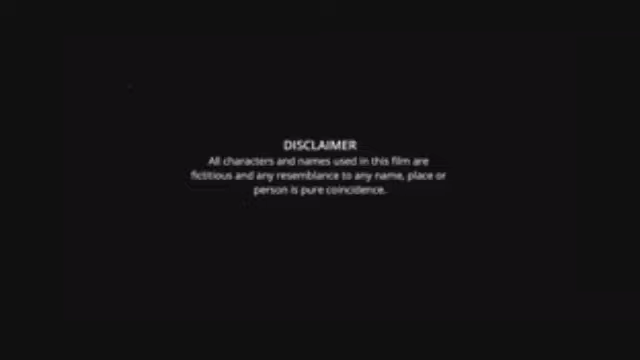 DISCLAIMER
All characters and names used in this film are
fictitious and any resemblance to any name, place or
person is pure coincidence.